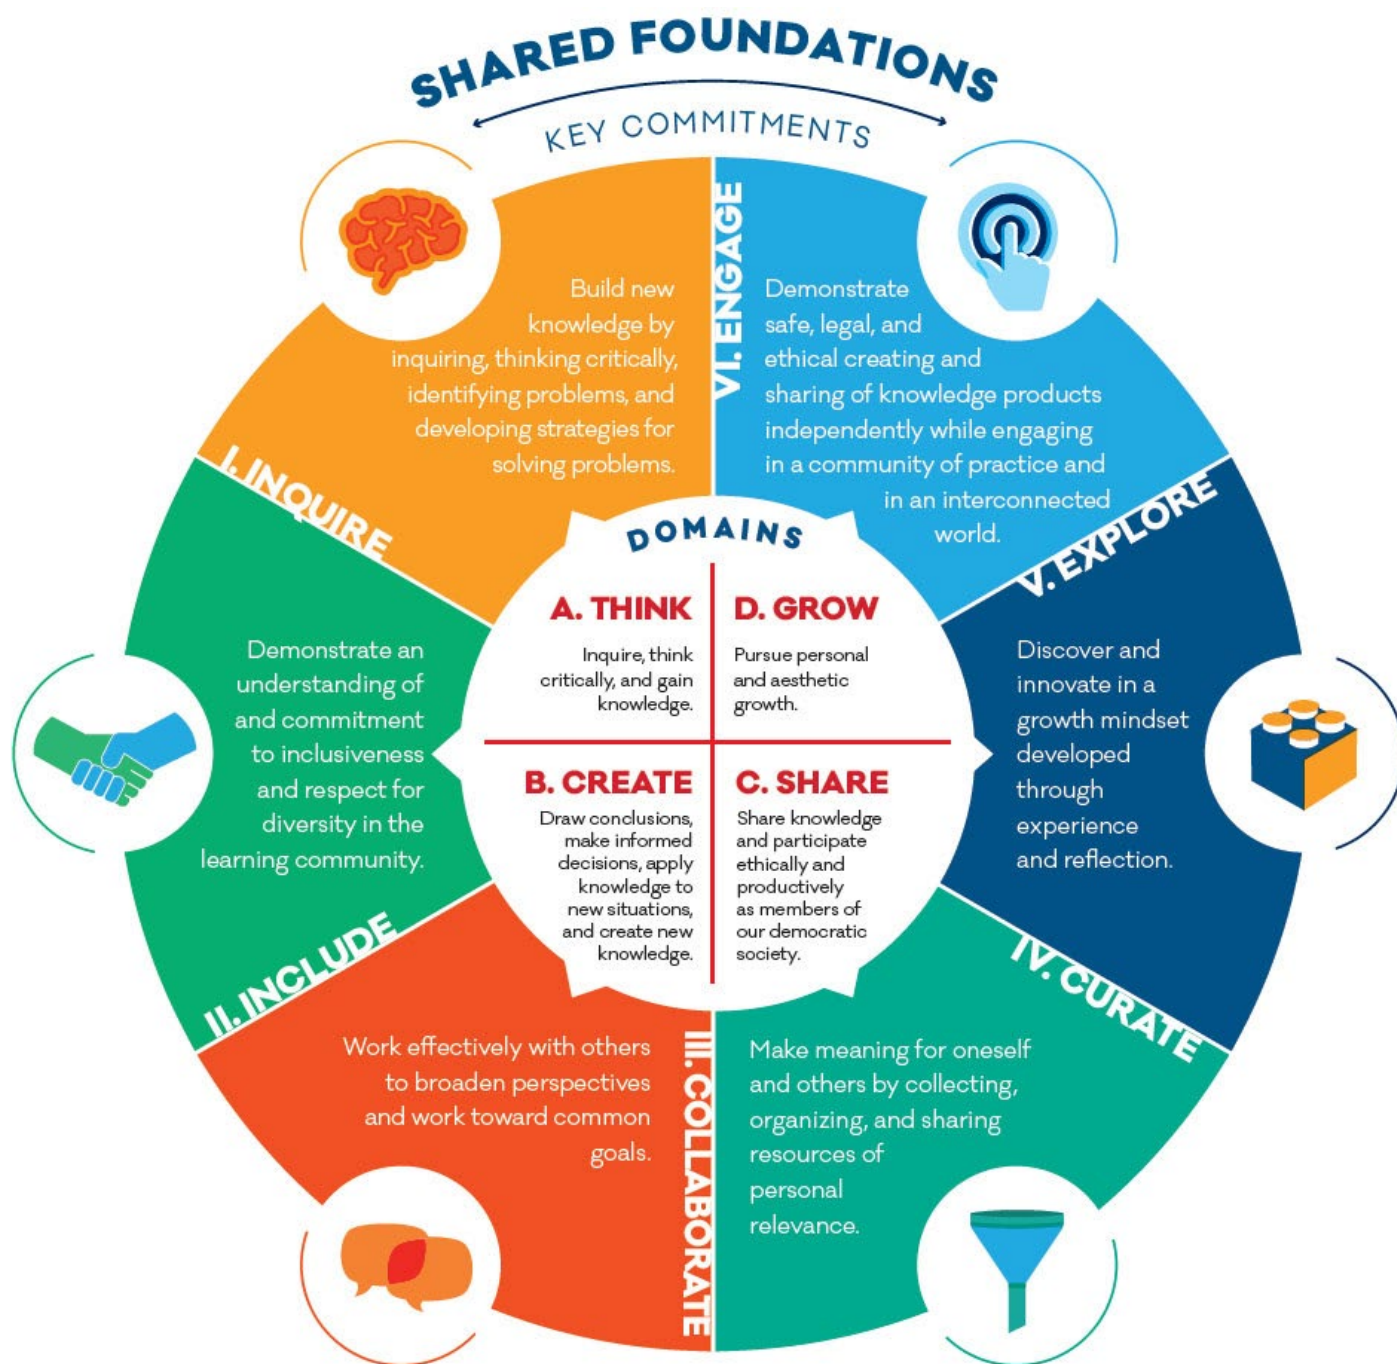 SHARED FOUNDATIONS
KEY COMMITMENTS
I. INQUIRE
Build new
knowledge by
inquiring, thinking critically,
identifying problems, and
developing strategies for
solving problems.
VI. ENGAGE
Demonstrate
safe, legal, and
ethical creating and
sharing of knowledge products
independently while engaging
in a community of practice and
in an interconnected
world.
II. INCLUDE
Demonstrate an
understanding of
and commitment
to inclusiveness
and respect for
diversity in the
learning community.
DOMAINS
A. THINK
Inquire, think
critically, and gain
knowledge.
D. GROW
Pursue personal
and aesthetic
growth.
B. CREATE
Draw conclusions,
make informed
decisions, apply
knowledge to
new situations,
and create new
knowledge.
C. SHARE
Share knowledge
and participate
ethically and
productively
as members of
our democratic
society.
V. EXPLORE
Discover and
innovate in a
growth mindset
developed
through
experience
and reflection.
III. COLLABORATE
Work effectively with others
to broaden perspectives
and work toward common
goals.
IV. CURATE
Make meaning for oneself
and others by collecting,
organizing, and sharing
resources of
personal
relevance.